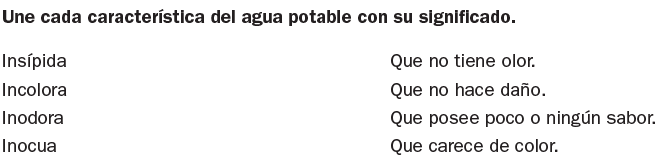 Une cada característica del agua potable con su significado.
Insípida Que no tiene olor.
Incolora Que no hace daño.
Inodora Que posee poco o ningún sabor.
Inocua Que carece de color.